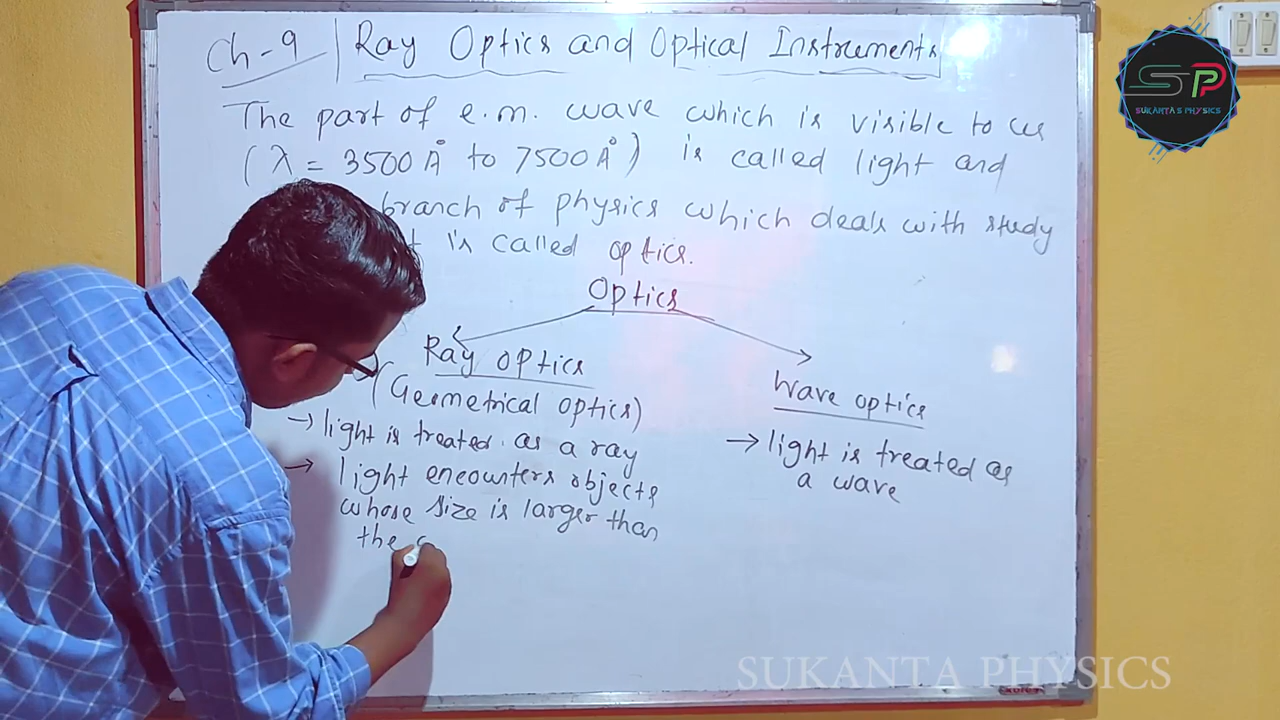 Ch-9 | Ray Optics and Optical Instruments
The part of e.m. wave which is visible to us
(λ = 3500 A° to 7500 A°) is called light and
branch of physics which deals with study
is called optics.
Optics
Ray optics
(Geometrical optics)
→ light is treated as a ray
→ light encounters objects
whose size is larger than
the
Wave optics
→ light is treated as
a wave
SP
SUKANTA'S PHYSICS
SUKANTA PHYSICS